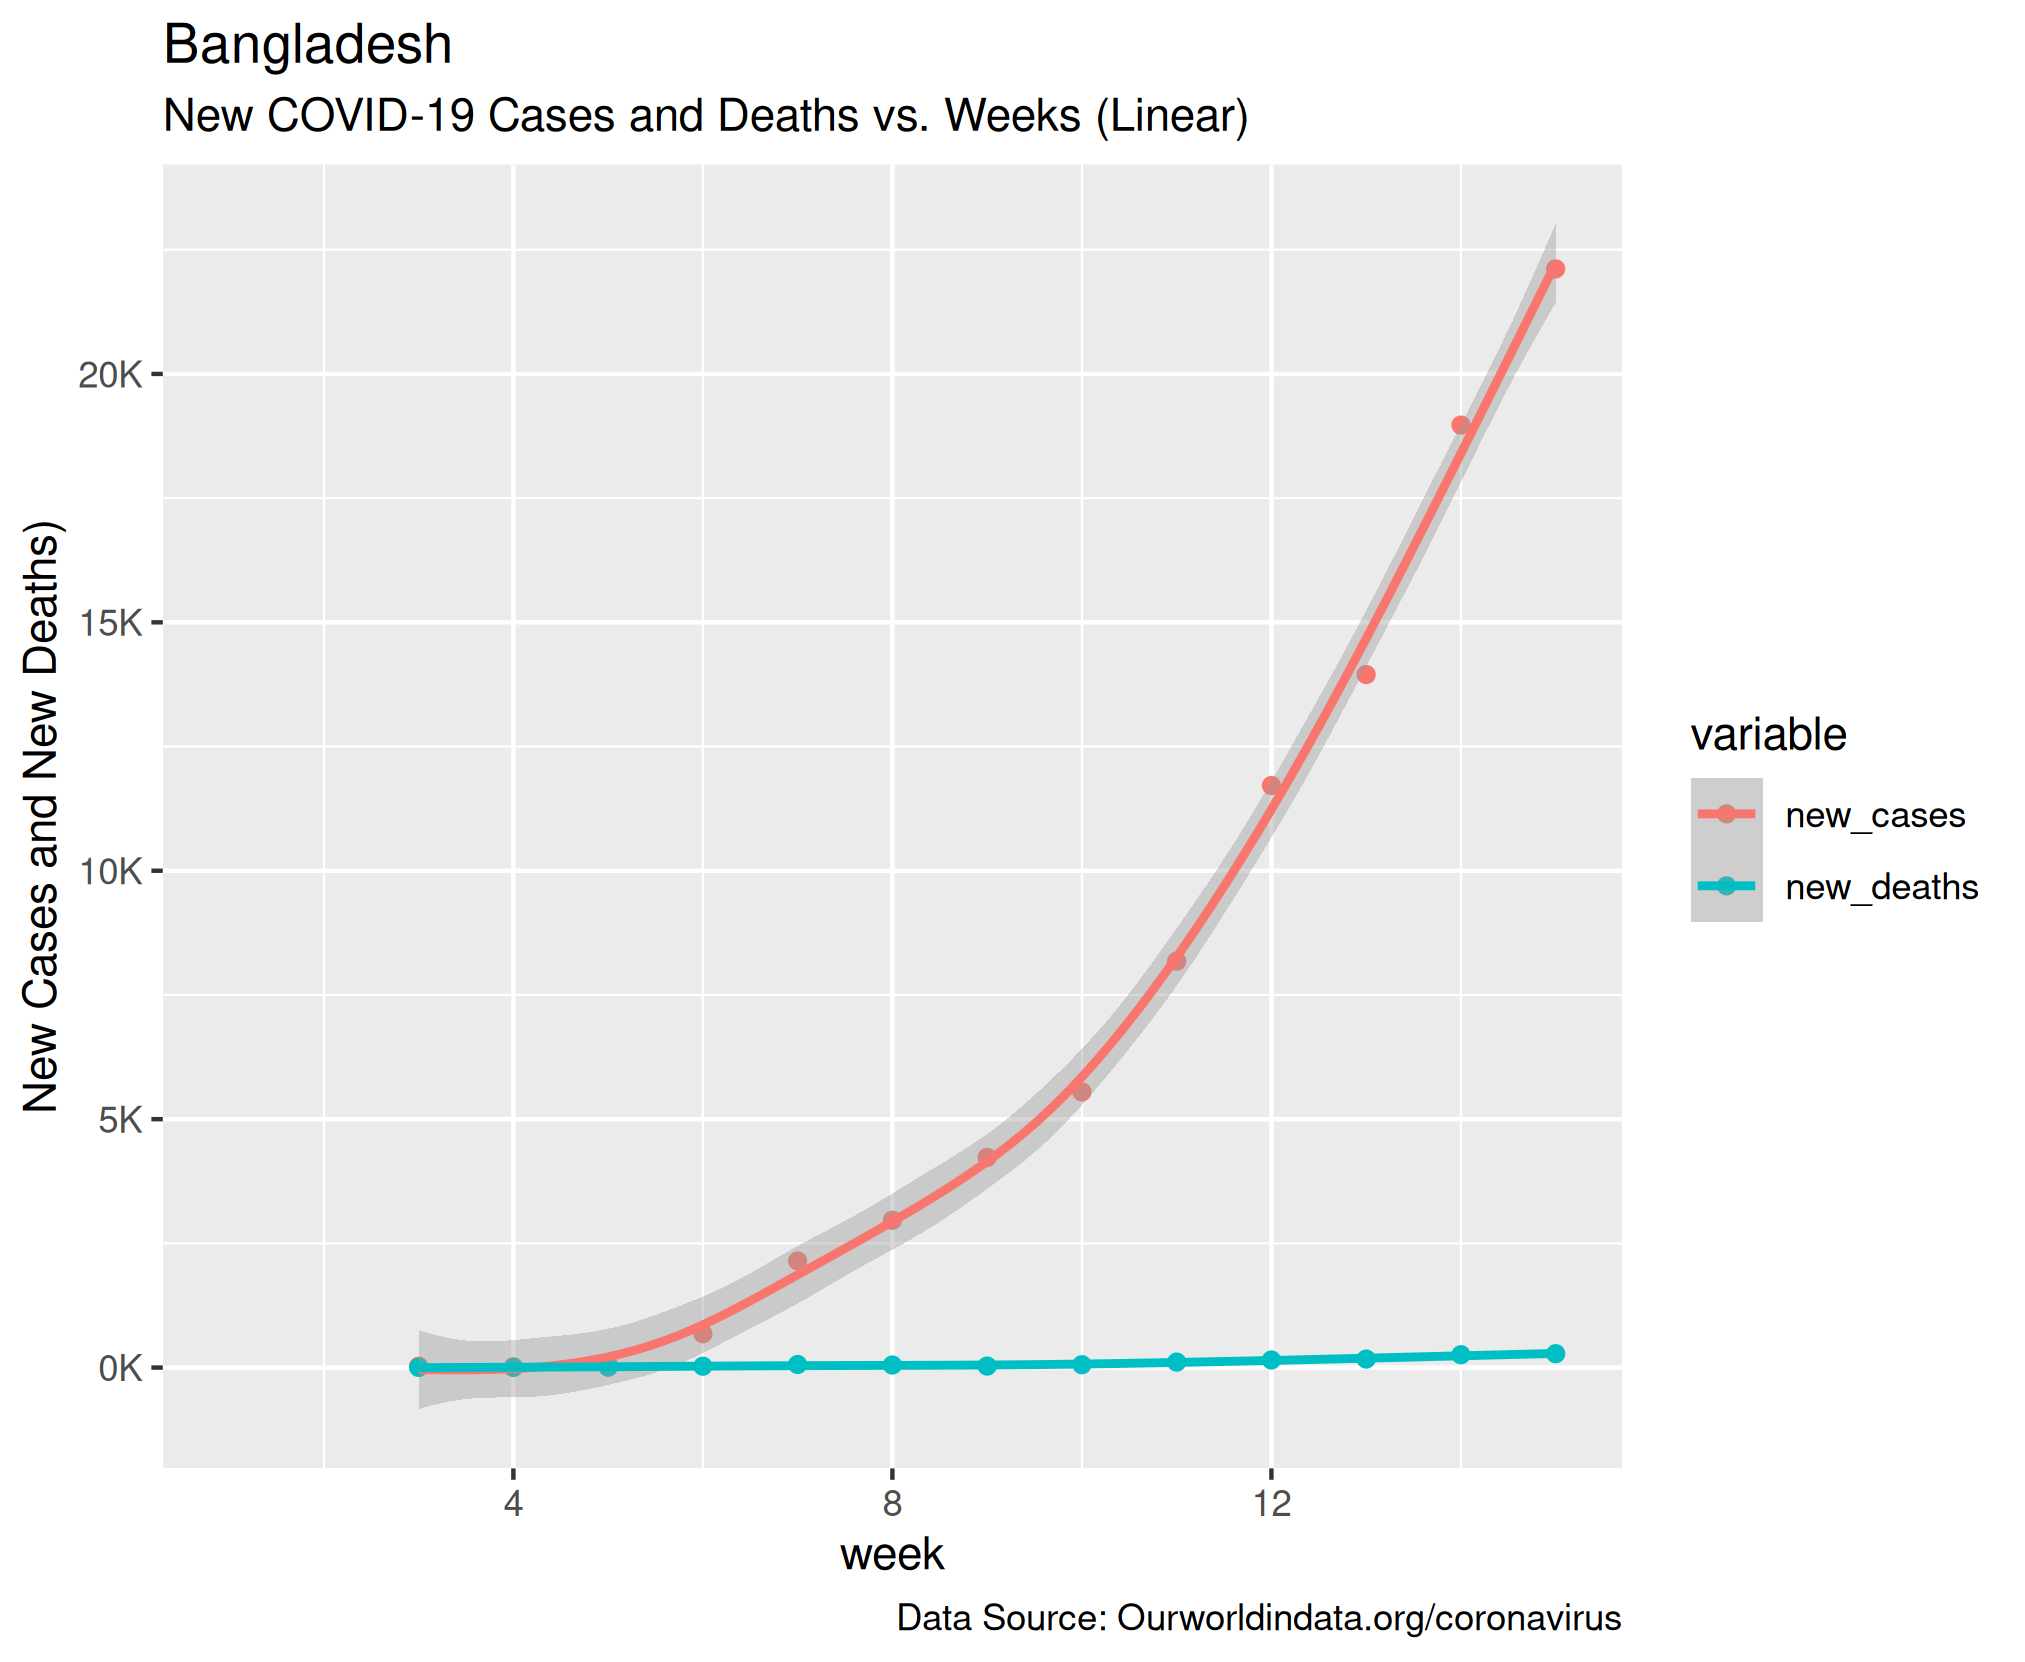 Bangladesh
New COVID-19 Cases and Deaths vs. Weeks (Linear)
New Cases and New Deaths)
20K
15K
10K
5K
0K
4 8 12
week
variable
new_cases
new_deaths
Data Source: Ourworldindata.org/coronavirus